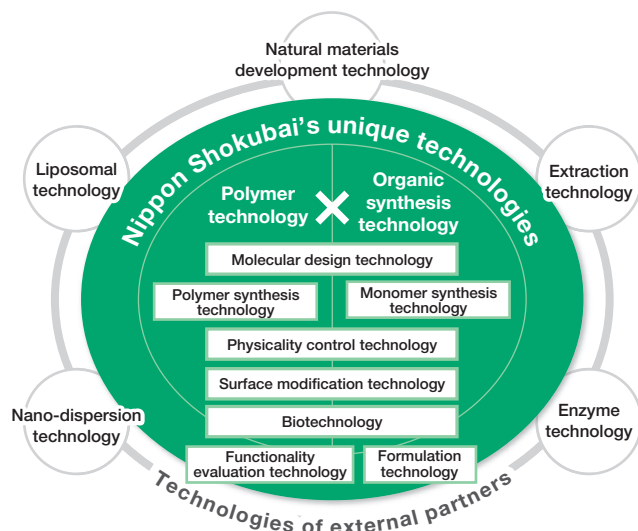 Natural materials
development technology
Nippon Shokubai's unique technologies
Liposomal
technology
Extraction
technology
Polymer
technology
Organic
synthesis
technology
Molecular design technology
Polymer synthesis
technology
Monomer synthesis
technology
Physicality control technology
Surface modification technology
Biotechnology
Nano-dispersion
technology
Enzyme
technology
Functionality
evaluation technology
Formulation
technology
Technologies of external partners